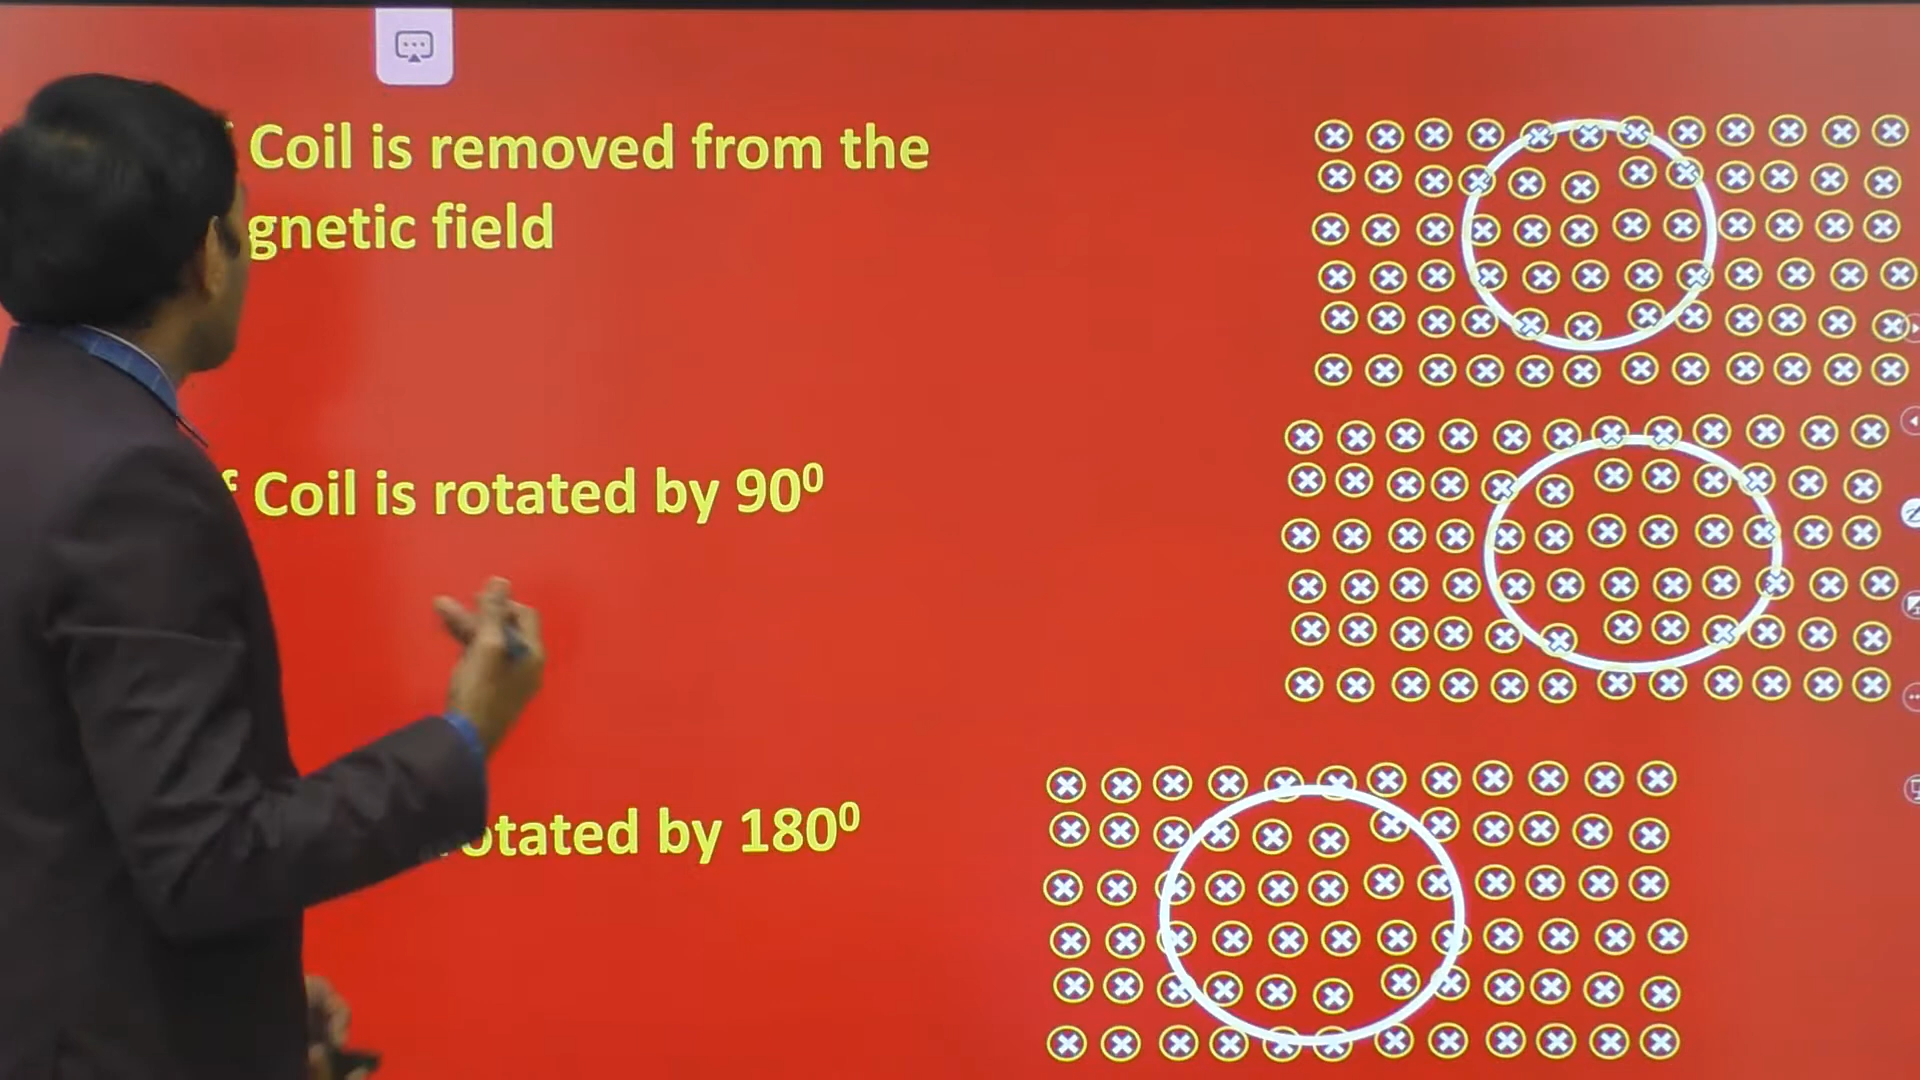 Coil is removed from the
gnetic field
Coil is rotated by 90⁰
otated by 180⁰